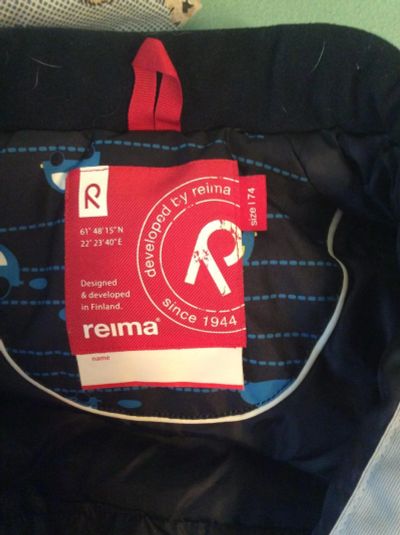 R
61° 48' 15" N
22° 23' 40" E
Designed
& developed
in Finland.
reima®
name
developed by reima
R
since 1944
size | 74